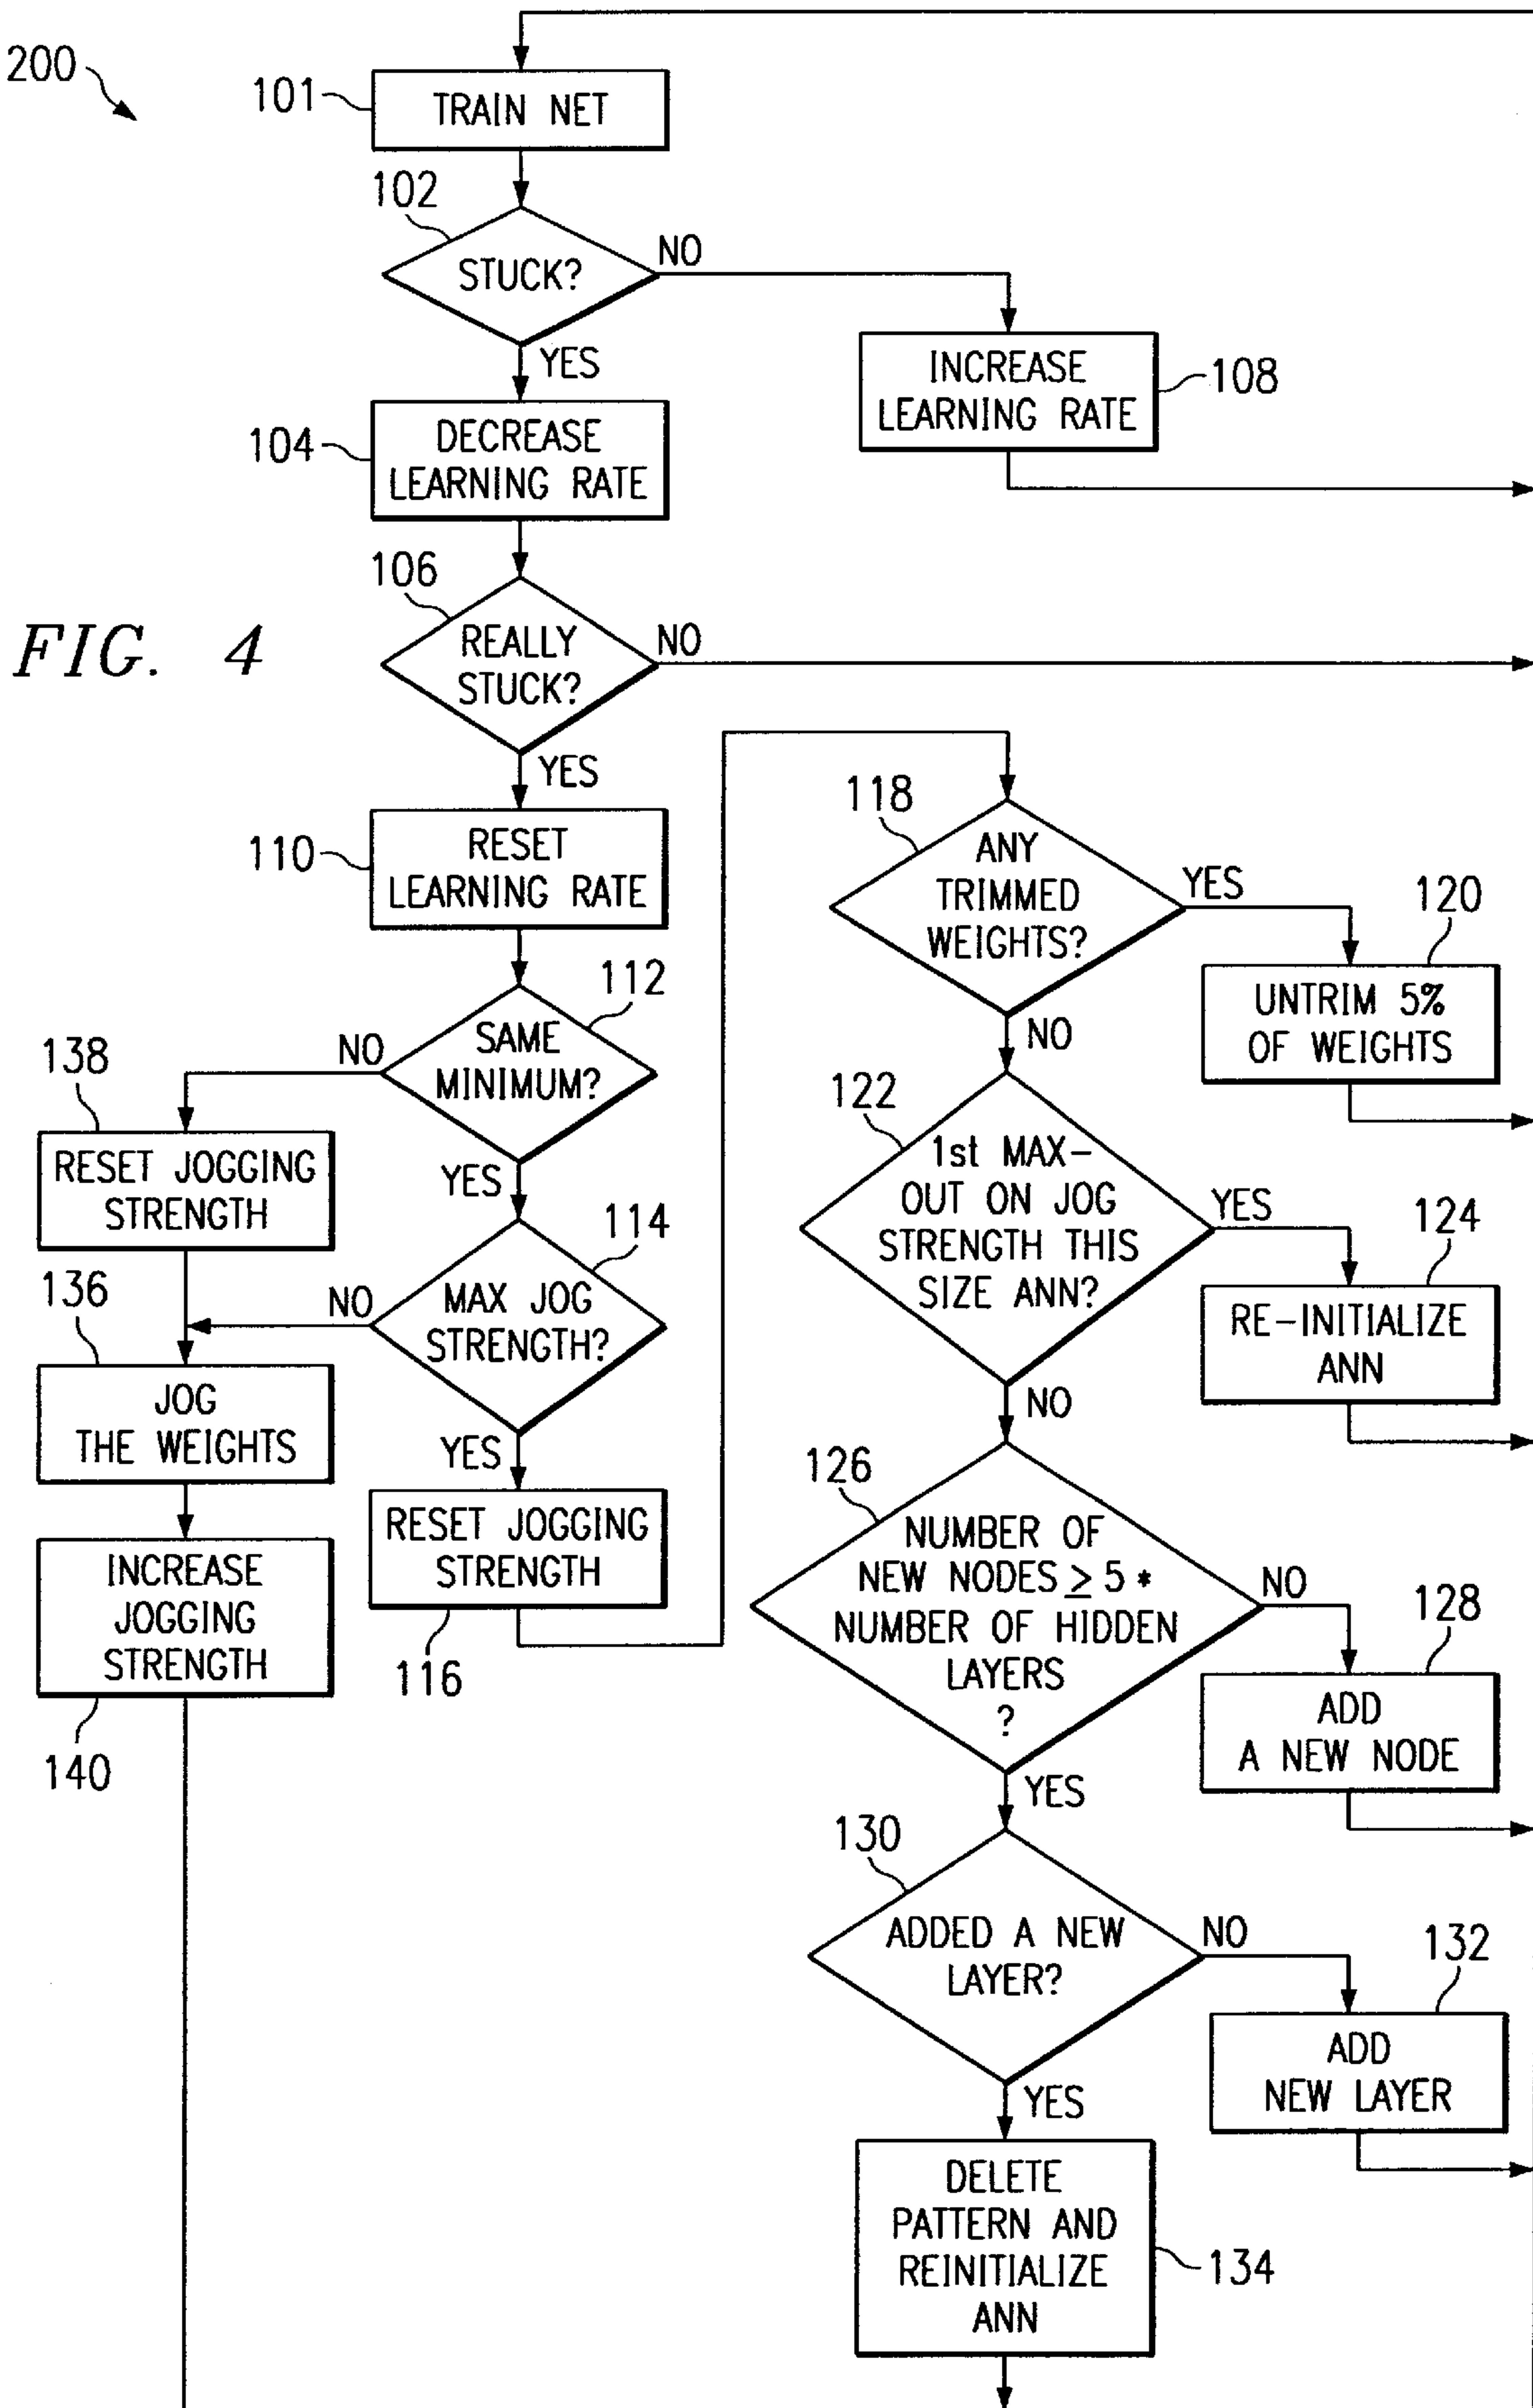 200
101
TRAIN NET
102
STUCK?
NO
YES
INCREASE
LEARNING RATE
108
104
DECREASE
LEARNING RATE
106
REALLY
STUCK?
NO
FIG. 4
YES
110
RESET
LEARNING RATE
112
SAME
MINIMUM?
NO
YES
138
RESET JOGGING
STRENGTH
114
MAX JOG
STRENGTH?
NO
YES
136
JOG
THE WEIGHTS
116
RESET JOGGING
STRENGTH
INCREASE
JOGGING
STRENGTH
140
118
ANY
TRIMMED
WEIGHTS?
YES
NO
120
UNTRIM 5%
OF WEIGHTS
122
1st MAX-
OUT ON JOG
STRENGTH THIS
SIZE ANN?
YES
NO
124
RE-INITIALIZE
ANN
126
NUMBER OF
NEW NODES ≥ 5 *
NUMBER OF HIDDEN
LAYERS
?
NO
YES
128
ADD
A NEW NODE
130
ADDED A NEW
LAYER?
NO
YES
132
ADD
NEW LAYER
DELETE
PATTERN AND
REINITIALIZE
ANN
134